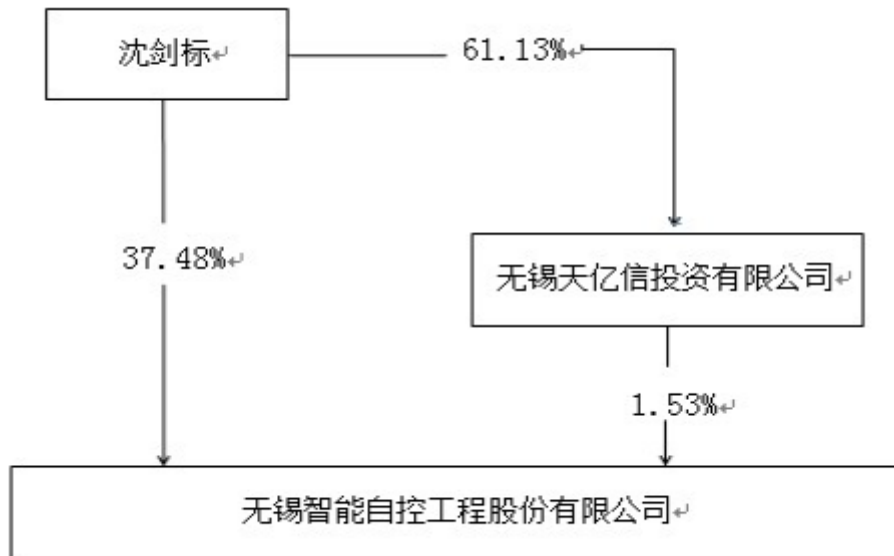 沈剑标
61.13%
37.48%
无锡天亿信投资有限公司
1.53%
无锡智能自控工程股份有限公司